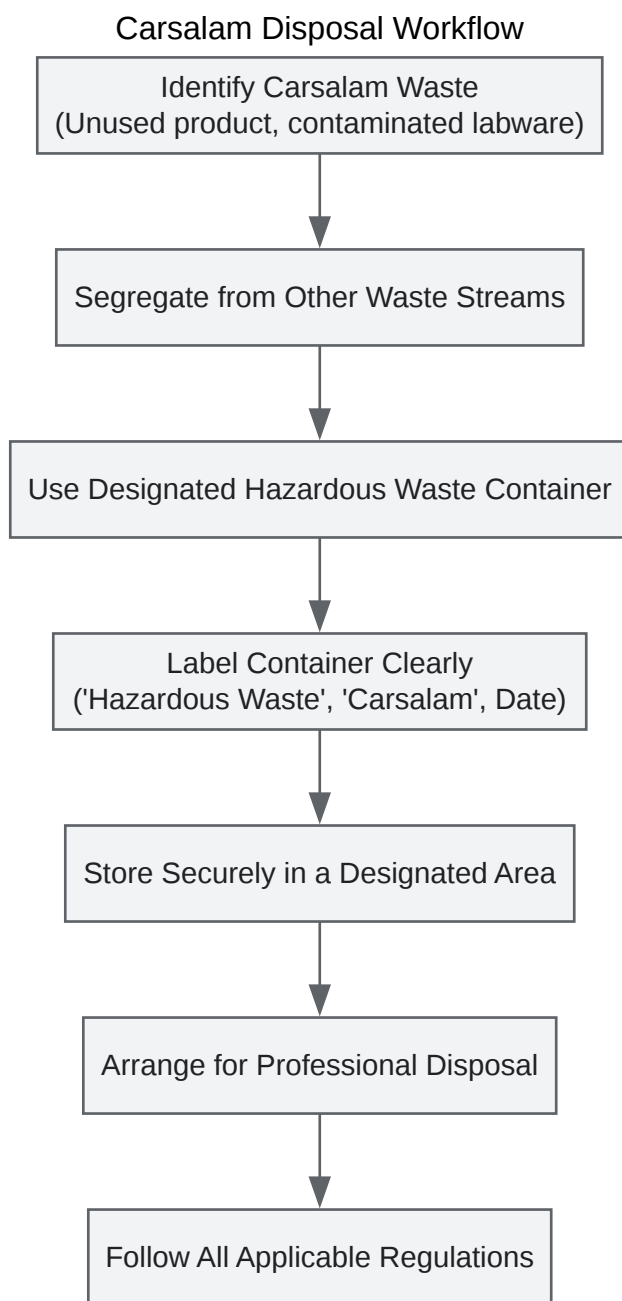 Carsalam Disposal Workflow
Identify Carsalam Waste
(Unused product, contaminated labware)
Segregate from Other Waste Streams
Use Designated Hazardous Waste Container
Label Container Clearly
('Hazardous Waste', 'Carsalam', Date)
Store Securely in a Designated Area
Arrange for Professional Disposal
Follow All Applicable Regulations